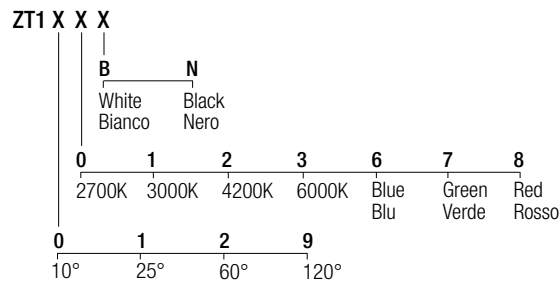 ZT1 X X X
B N
White Black
Bianco Nero
0 1 2 3 6 7 8
2700K 3000K 4200K 6000K Blue Green Red
Blu Verde Rosso
0 1 2 9
10° 25° 60° 120°